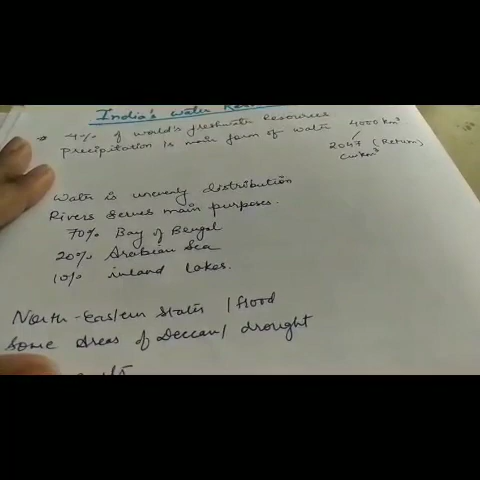 India's water
→ 4% of world's freshwater Resources
precipitation is main form of water 4000 km³
2047 (Return)
cu km³
Water is unevenly distribution
Rivers serves main purposes.
70% Bay of Bengal
20% Arabian Sea
10% inland lakes.
North-Eastern states / flood
Some areas of Deccan / drought